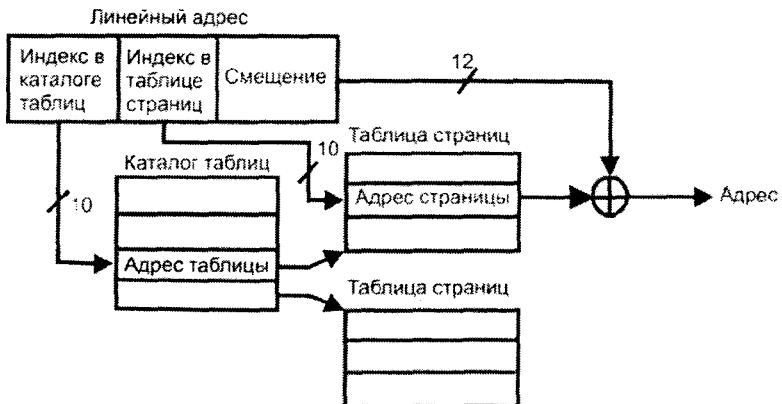 Линейный адрес
Индекс в
каталоге
таблиц
Индекс в
таблице
страниц
Смещение
12
10
Таблица страниц
Каталог таблиц
10
Адрес страницы
Адрес
Адрес таблицы
Таблица страниц